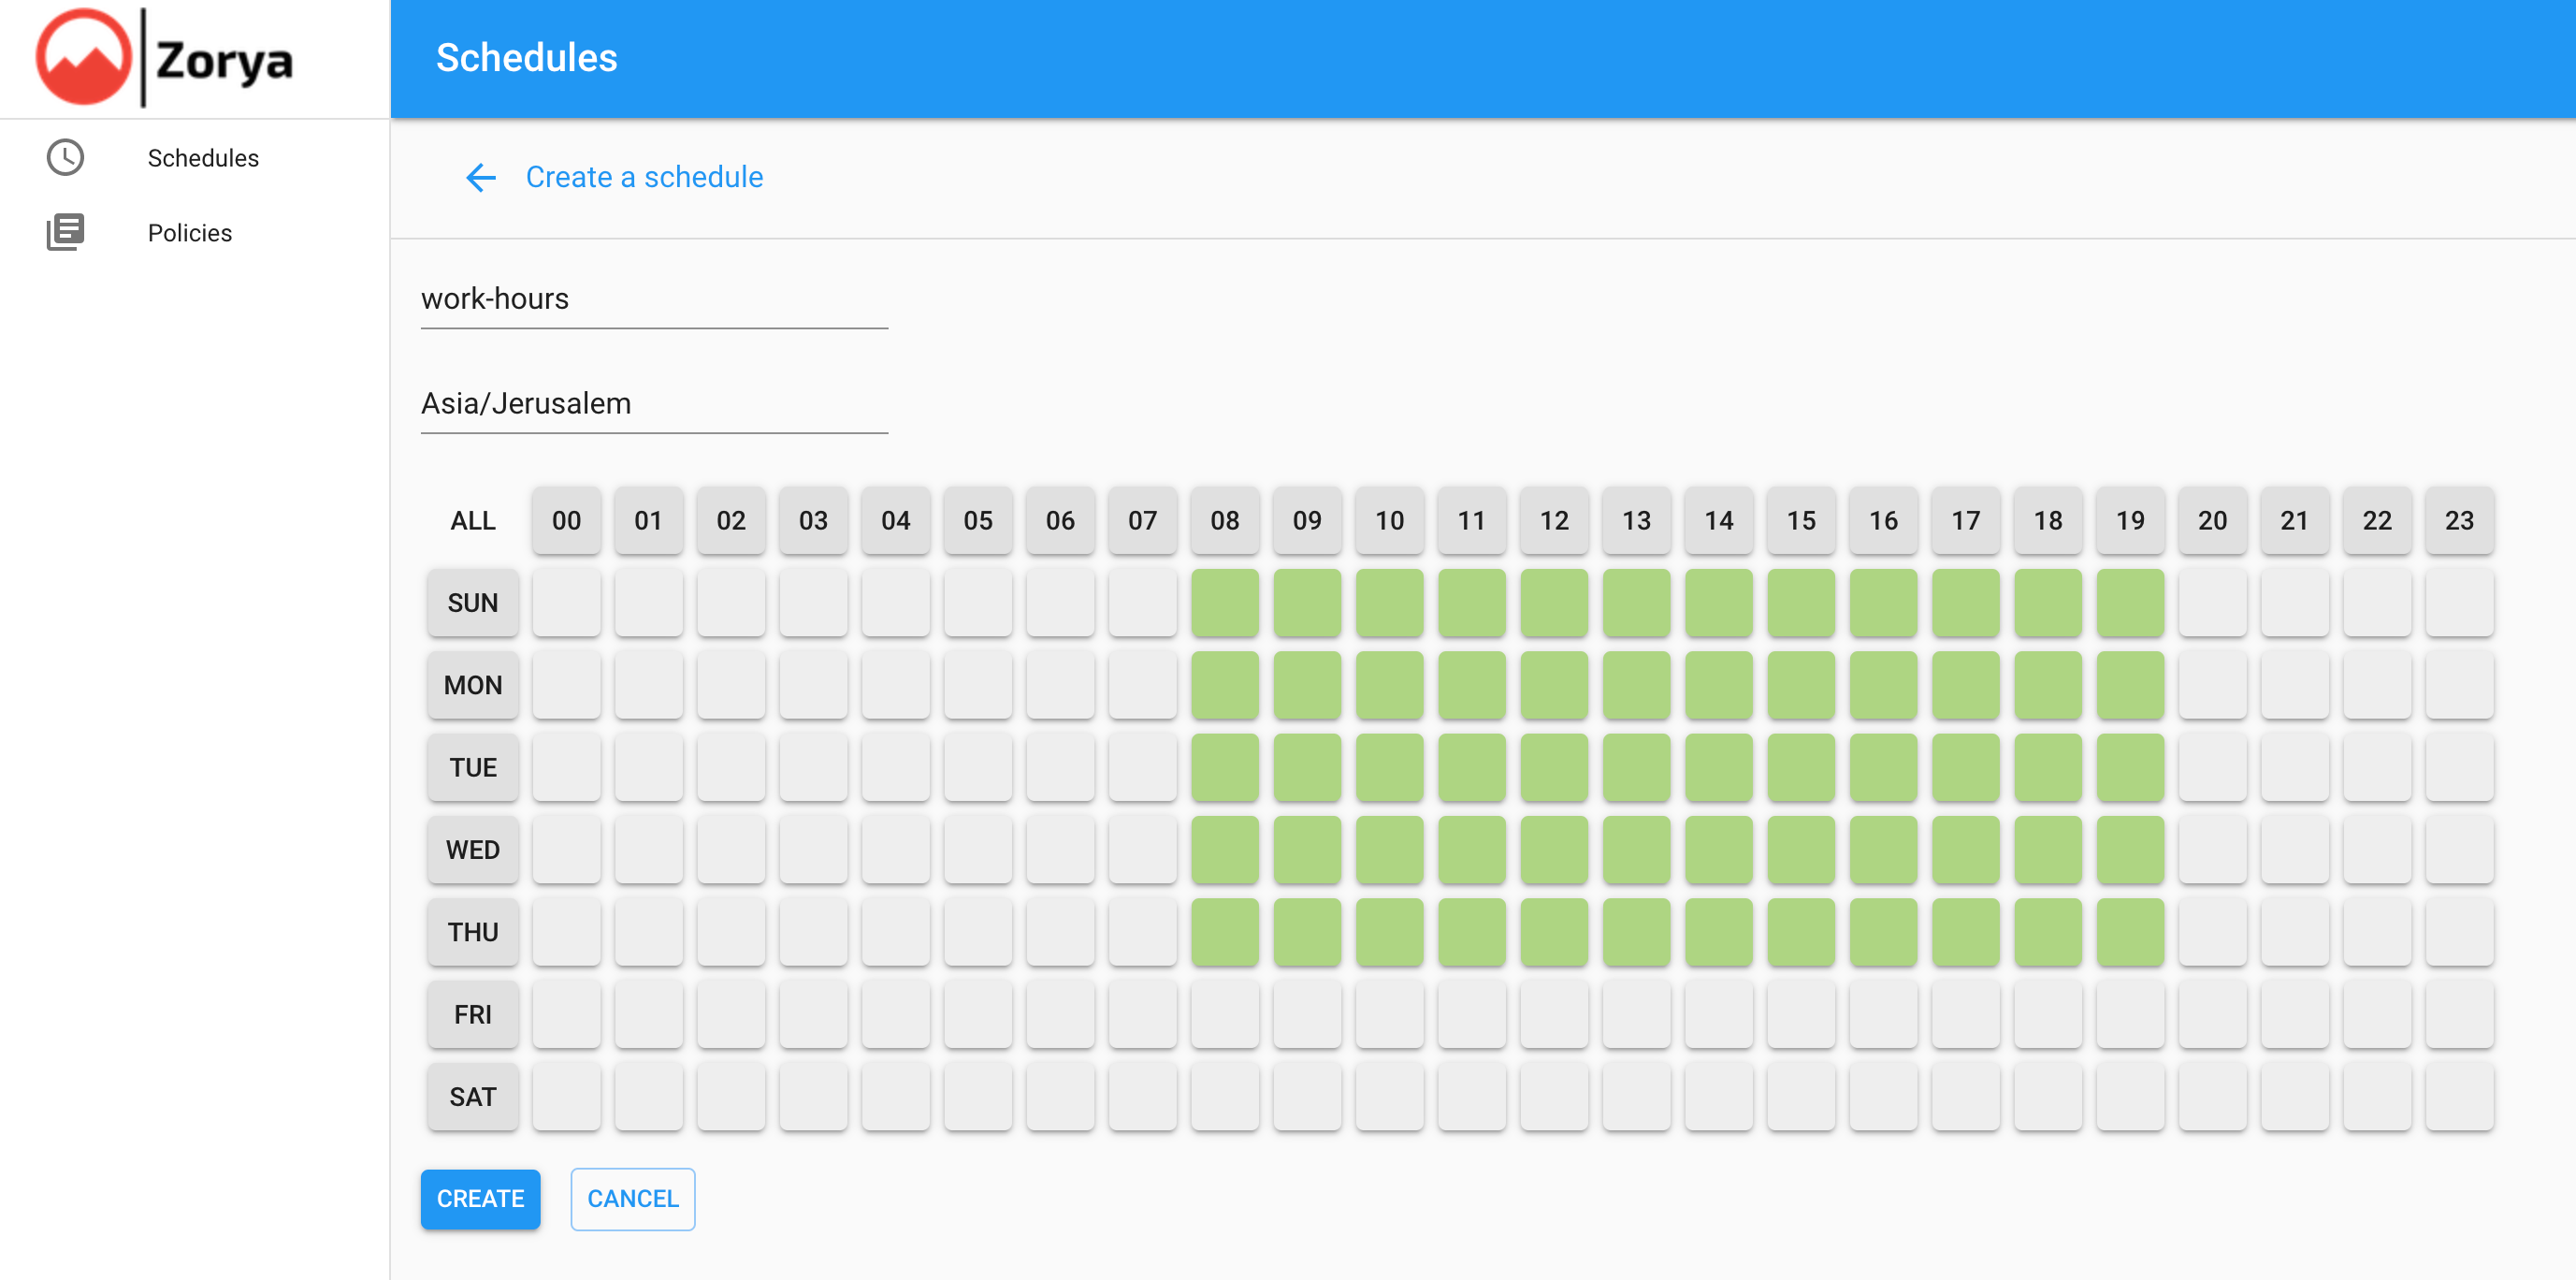 Zorya
Schedules
Schedules
Policies
Create a schedule
work-hours
Asia/Jerusalem
ALL 00 01 02 03 04 05 06 07 08 09 10 11 12 13 14 15 16 17 18 19 20 21 22 23
SUN
MON
TUE
WED
THU
FRI
SAT
CREATE CANCEL